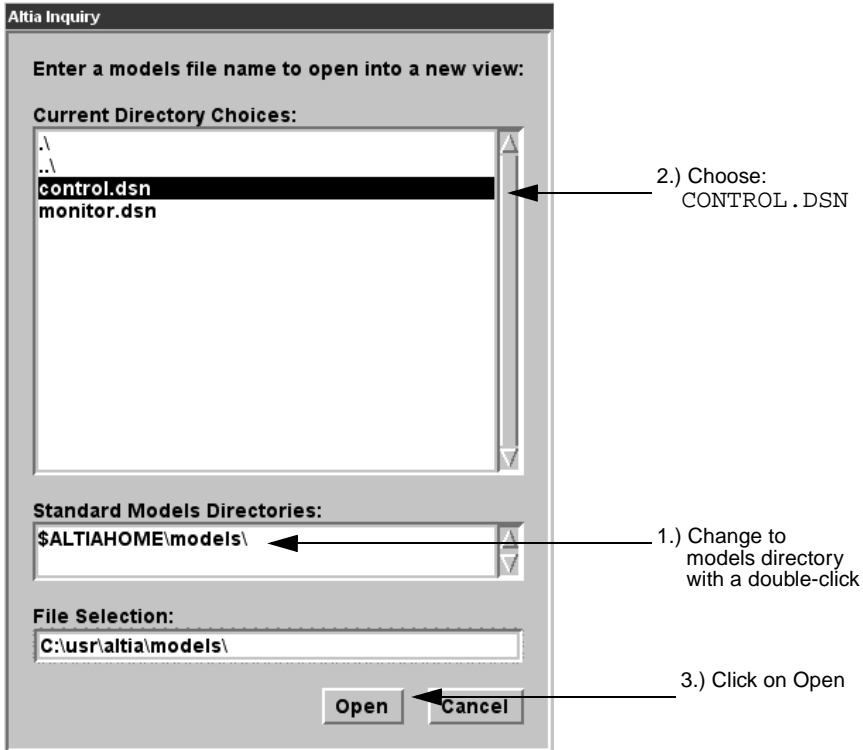 Altia Inquiry
Enter a models file name to open into a new view:
Current Directory Choices:
.\
..\
control.dsn
monitor.dsn
2.) Choose:
CONTROL.DSN
Standard Models Directories:
$ALTIAHOME\models\
1.) Change to
models directory
with a double-click
File Selection:
C:\usr\altia\models\
3.) Click on Open
Open
Cancel